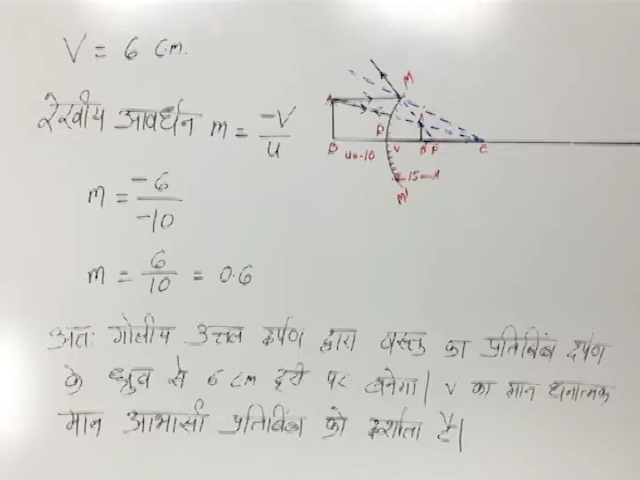 V = 6 cm.
रेखीय आवर्धन m = -V/u
m = -6/-10
m = 6/10 = 0.6
अतः गोलीय उत्तल दर्पण द्वारा वस्तु का प्रतिबिंब दर्पण
के ध्रुव से 6 cm दूरी पर बनेगा| v का मान धनात्मक
मान आभासी प्रतिबिंब को दर्शाता है|
A
M
B
u=-10
P
V
B'
F
C
15
M'